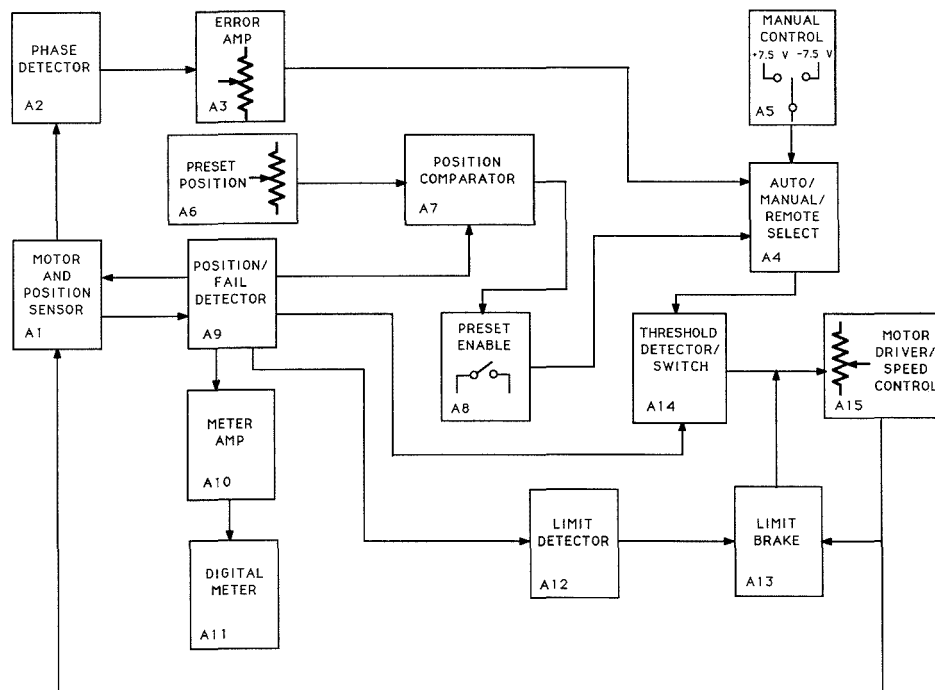 PHASE
DETECTOR
A2
ERROR
AMP
A3
MANUAL
CONTROL
+7.5 V -7.5 V
A5
PRESET
POSITION
A6
POSITION
COMPARATOR
A7
AUTO/
MANUAL/
REMOTE
SELECT
A4
MOTOR
AND
POSITION
SENSOR
A1
POSITION/
FAIL
DETECTOR
A9
PRESET
ENABLE
A8
THRESHOLD
DETECTOR/
SWITCH
A14
MOTOR
DRIVER/
SPEED
CONTROL
A15
METER
AMP
A10
LIMIT
DETECTOR
A12
LIMIT
BRAKE
A13
DIGITAL
METER
A11